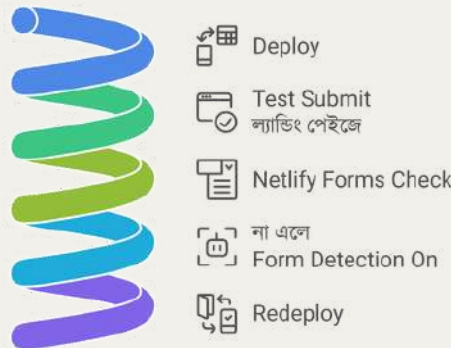 Deploy
Test Submit
ল্যান্ডিং পেইজে
Netlify Forms Check
না এলে
Form Detection On
Redeploy